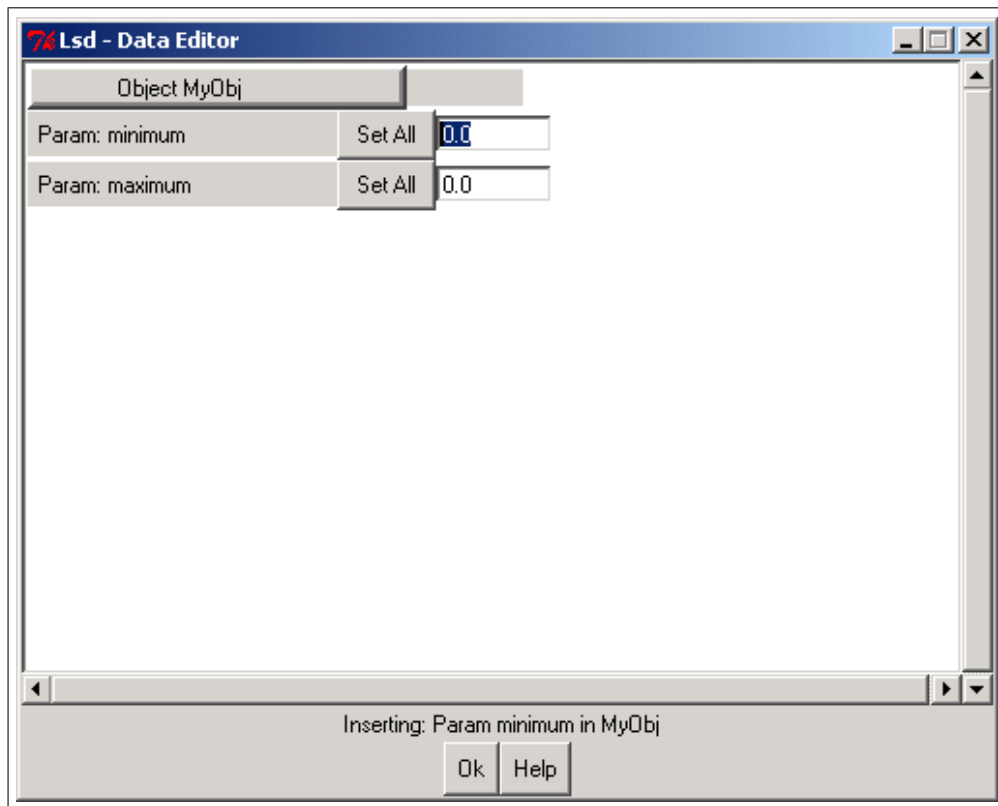 Lsd - Data Editor
Object MyObj
Param: minimum Set All 0.0
Param: maximum Set All 0.0
Inserting: Param minimum in MyObj
Ok Help